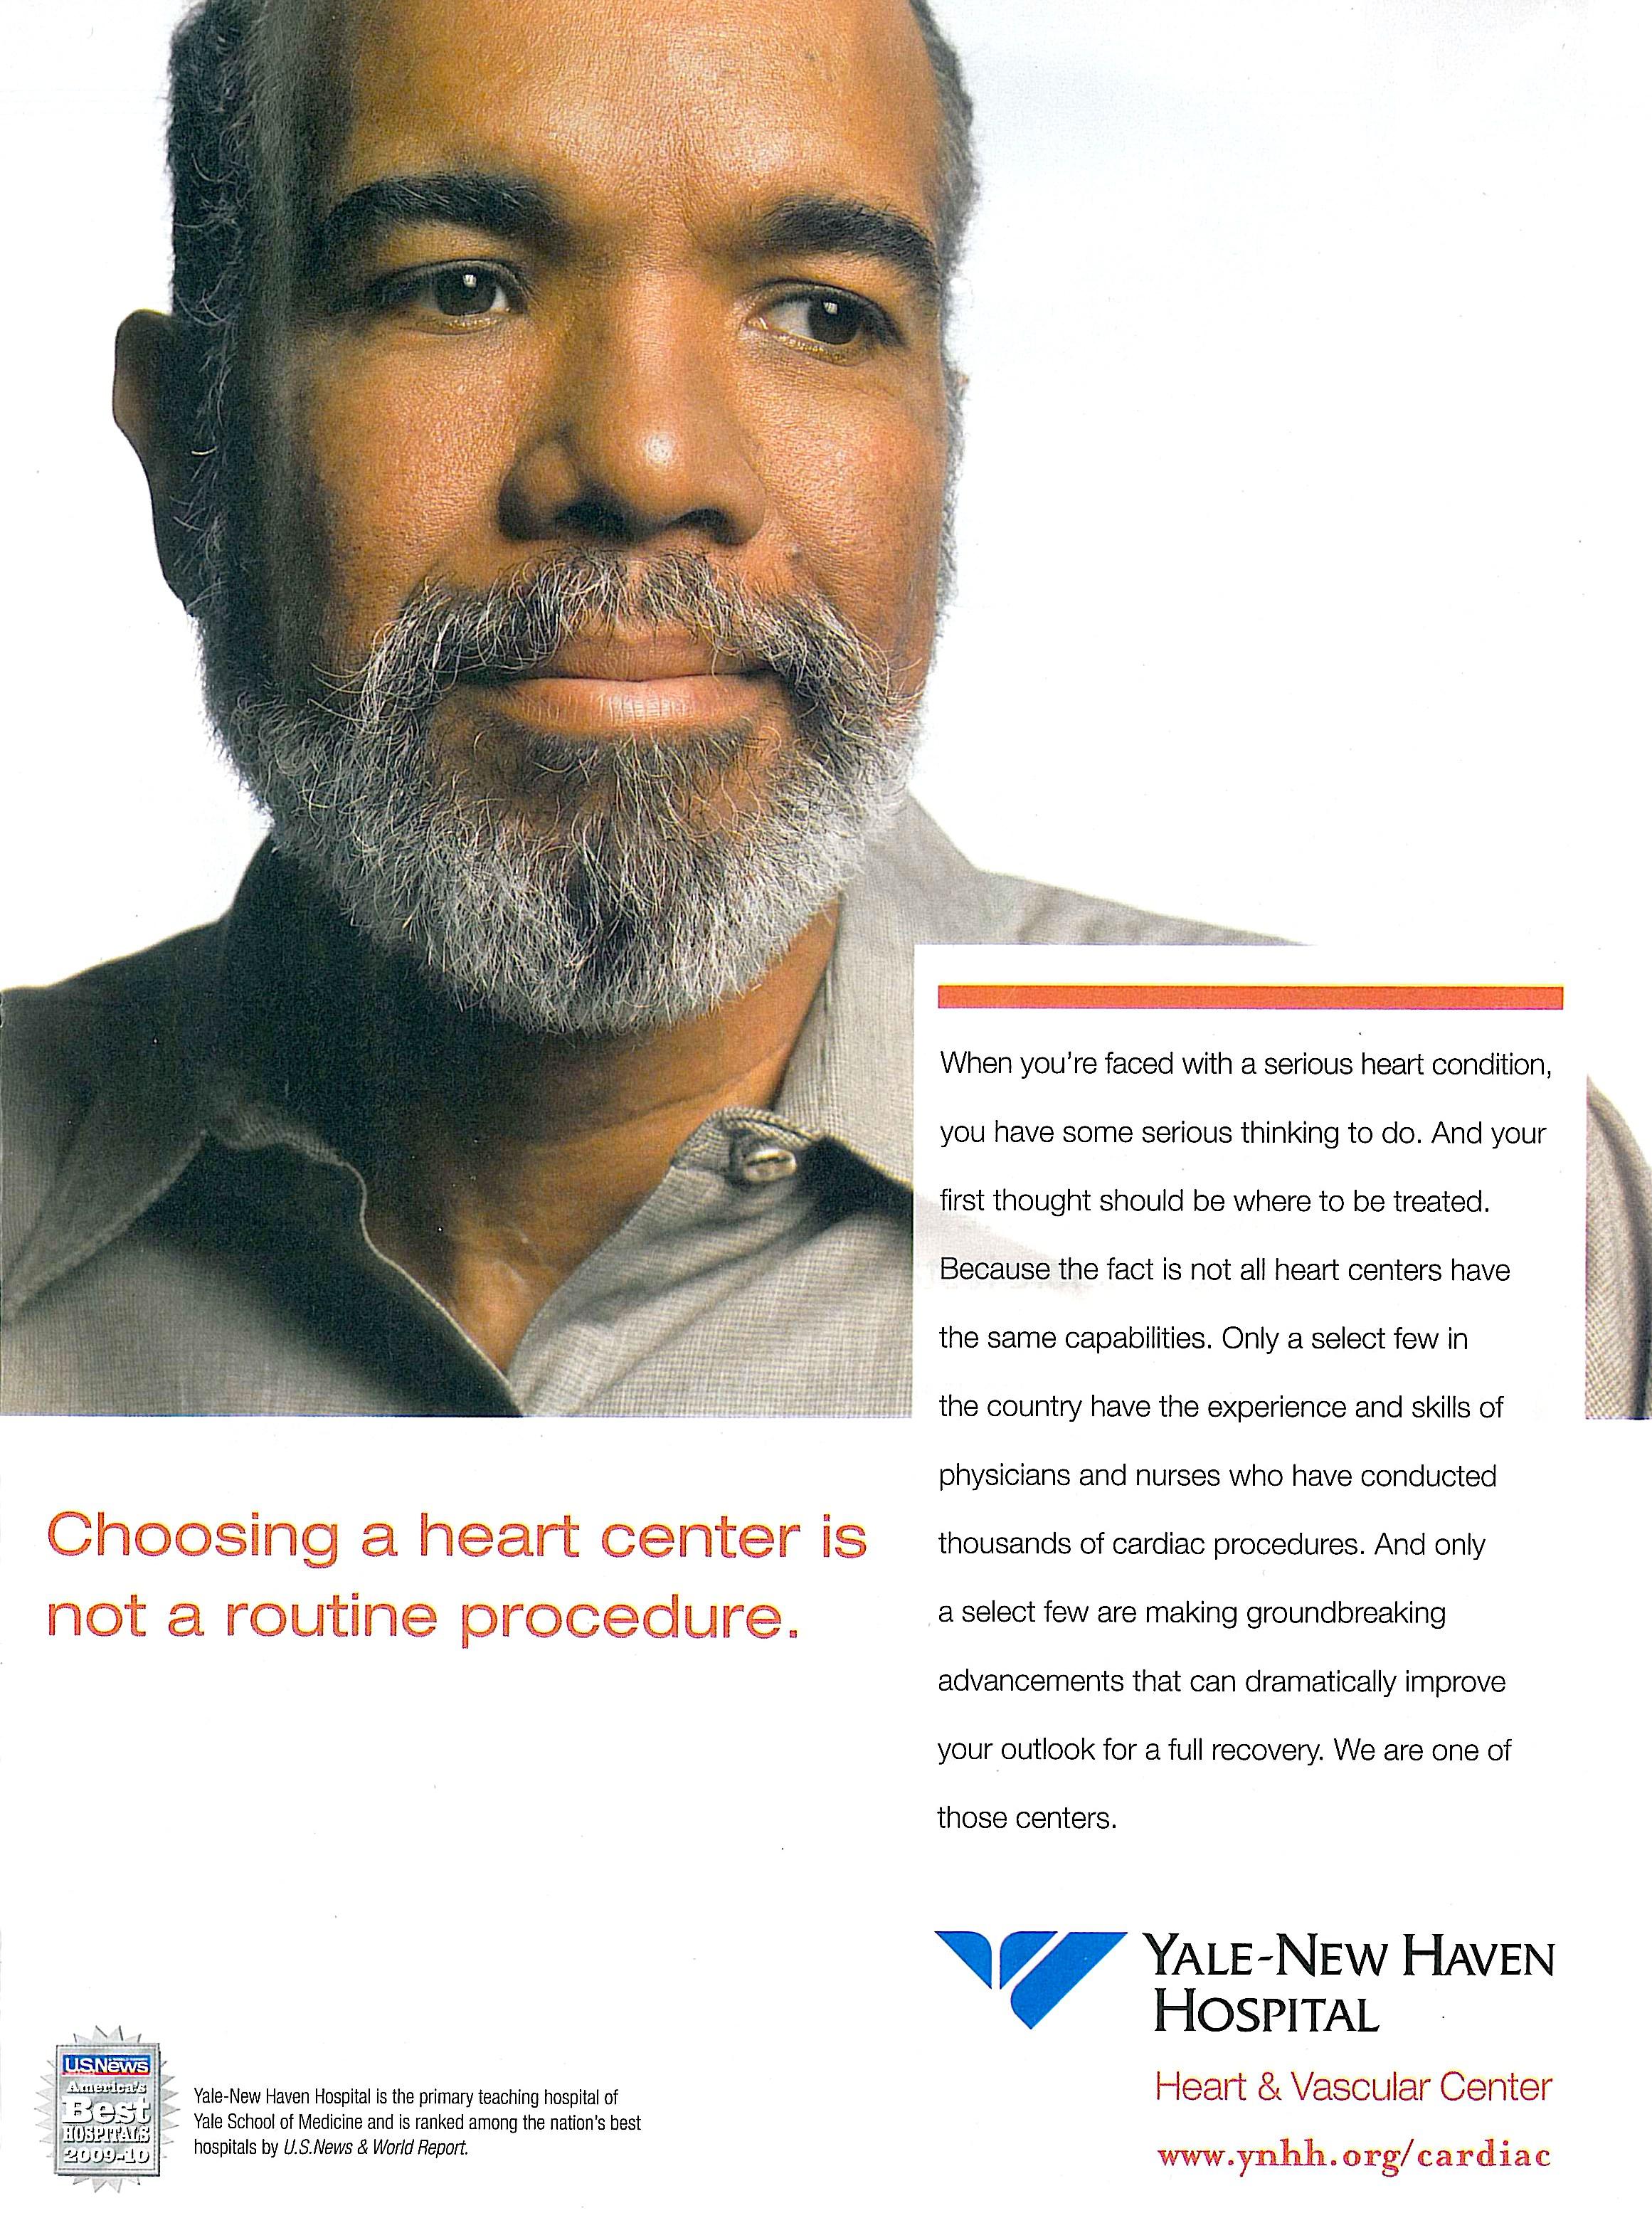 When you're faced with a serious heart condition,
you have some serious thinking to do. And your
first thought should be where to be treated.
Because the fact is not all heart centers have
the same capabilities. Only a select few in
the country have the experience and skills of
physicians and nurses who have conducted
thousands of cardiac procedures. And only
a select few are making groundbreaking
advancements that can dramatically improve
your outlook for a full recovery. We are one of
those centers.
Choosing a heart center is
not a routine procedure.
YALE-NEW HAVEN
HOSPITAL
Heart & Vascular Center
www.ynhh.org/cardiac
U.S.News
America's
Best
HOSPITALS
2009-10
Yale-New Haven Hospital is the primary teaching hospital of
Yale School of Medicine and is ranked among the nation's best
hospitals by U.S.News & World Report.